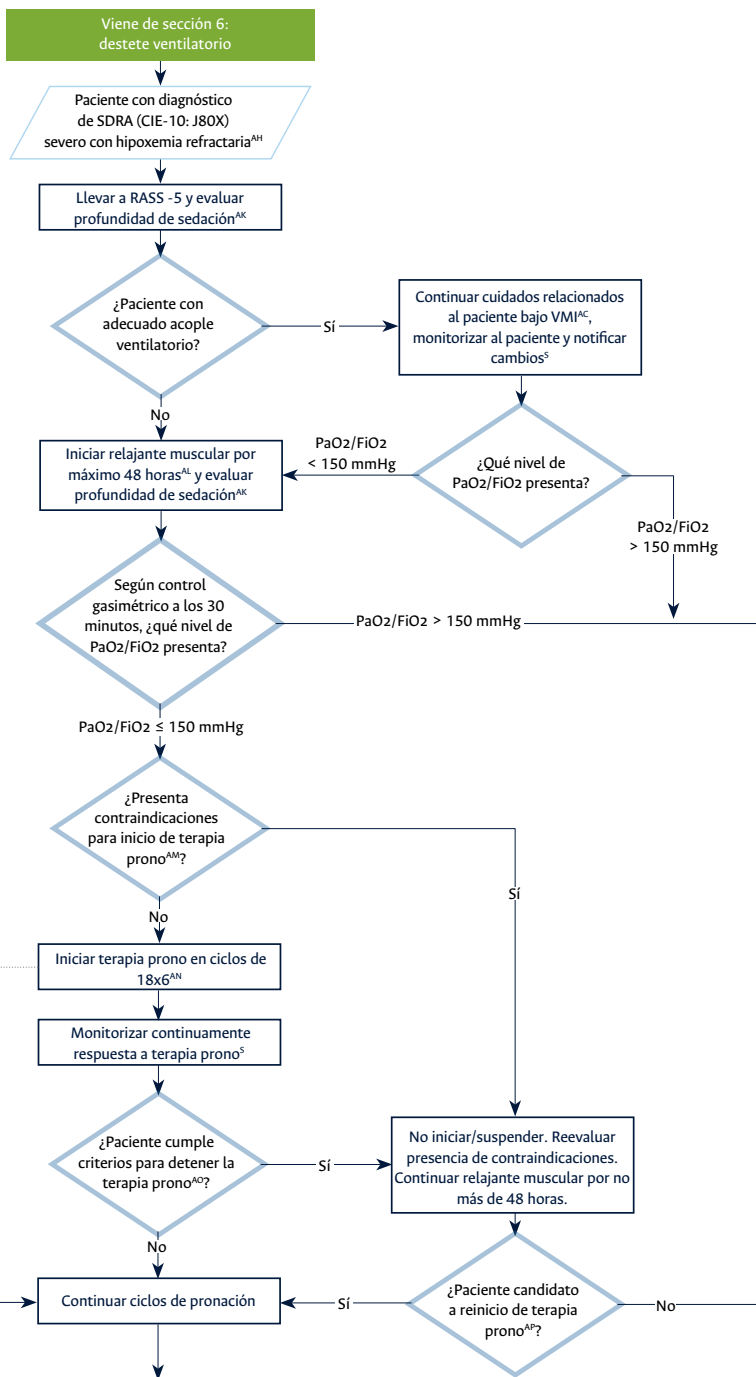 Viene de sección 6:
destete ventilatorio
Paciente con diagnóstico
de SDRA (CIE-10: J80X)
severo con hipoxemia refractariaᴬᴴ
Llevar a RASS -5 y evaluar
profundidad de sedaciónᴬᴷ
¿Paciente con
adecuado acople
ventilatorio?
Sí
Continuar cuidados relacionados
al paciente bajo VMIᴬᶜ,
monitorizar al paciente y notificar
cambiosˢ
No
Iniciar relajante muscular por
máximo 48 horasᴬᴸ y evaluar
profundidad de sedaciónᴬᴷ
PaO2/FiO2
< 150 mmHg
¿Qué nivel de
PaO2/FiO2 presenta?
PaO2/FiO2
> 150 mmHg
Según control
gasimétrico a los 30
minutos, ¿qué nivel de
PaO2/FiO2 presenta?
PaO2/FiO2 > 150 mmHg
PaO2/FiO2 ≤ 150 mmHg
¿Presenta
contraindicaciones
para inicio de terapia
pronoᴬᴹ?
Sí
No
Iniciar terapia prono en ciclos de
18x6ᴬᴺ
Monitorizar continuamente
respuesta a terapia pronoˢ
¿Paciente cumple
criterios para detener la
terapia pronoᴬᴼ?
Sí
No iniciar/suspender. Reevaluar
presencia de contraindicaciones.
Continuar relajante muscular por no
más de 48 horas.
No
Continuar ciclos de pronación
Sí
¿Paciente candidato
a reinicio de terapia
pronoᴬᴾ?
No